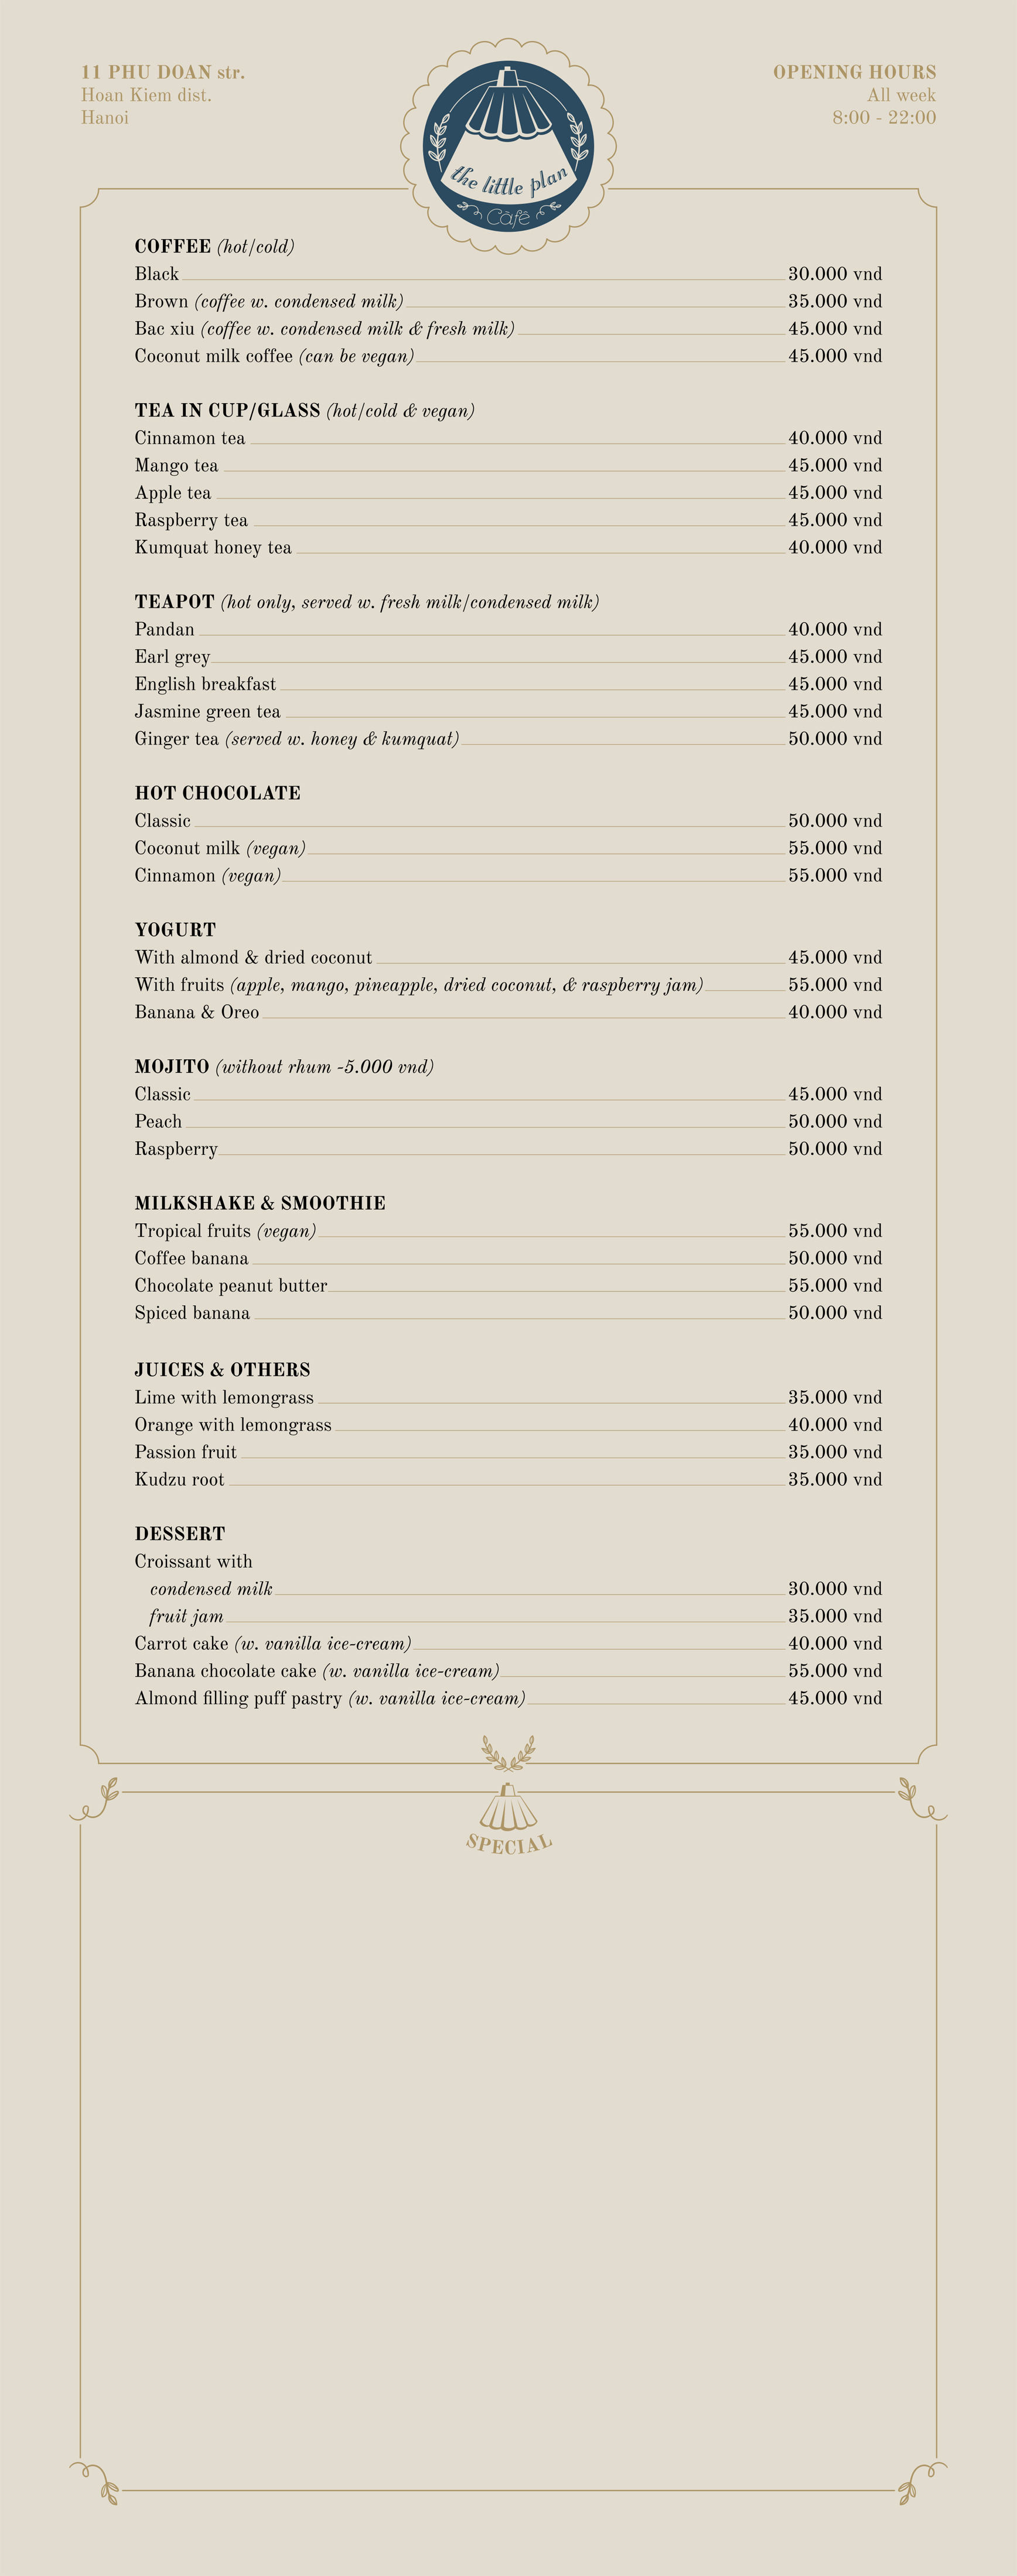 11 PHU DOAN str.
Hoan Kiem dist.
Hanoi
OPENING HOURS
All week
8:00 - 22:00
the little plan
Café
COFFEE (hot/cold)
Black 30.000 vnd
Brown (coffee w. condensed milk) 35.000 vnd
Bac xiu (coffee w. condensed milk & fresh milk) 45.000 vnd
Coconut milk coffee (can be vegan) 45.000 vnd
TEA IN CUP/GLASS (hot/cold & vegan)
Cinnamon tea 40.000 vnd
Mango tea 45.000 vnd
Apple tea 45.000 vnd
Raspberry tea 45.000 vnd
Kumquat honey tea 40.000 vnd
TEAPOT (hot only, served w. fresh milk/condensed milk)
Pandan 40.000 vnd
Earl grey 45.000 vnd
English breakfast 45.000 vnd
Jasmine green tea 45.000 vnd
Ginger tea (served w. honey & kumquat) 50.000 vnd
HOT CHOCOLATE
Classic 50.000 vnd
Coconut milk (vegan) 55.000 vnd
Cinnamon (vegan) 55.000 vnd
YOGURT
With almond & dried coconut 45.000 vnd
With fruits (apple, mango, pineapple, dried coconut, & raspberry jam) 55.000 vnd
Banana & Oreo 40.000 vnd
MOJITO (without rhum -5.000 vnd)
Classic 45.000 vnd
Peach 50.000 vnd
Raspberry 50.000 vnd
MILKSHAKE & SMOOTHIE
Tropical fruits (vegan) 55.000 vnd
Coffee banana 50.000 vnd
Chocolate peanut butter 55.000 vnd
Spiced banana 50.000 vnd
JUICES & OTHERS
Lime with lemongrass 35.000 vnd
Orange with lemongrass 40.000 vnd
Passion fruit 35.000 vnd
Kudzu root 35.000 vnd
DESSERT
Croissant with
condensed milk 30.000 vnd
fruit jam 35.000 vnd
Carrot cake (w. vanilla ice-cream) 40.000 vnd
Banana chocolate cake (w. vanilla ice-cream) 55.000 vnd
Almond filling puff pastry (w. vanilla ice-cream) 45.000 vnd
SPECIAL